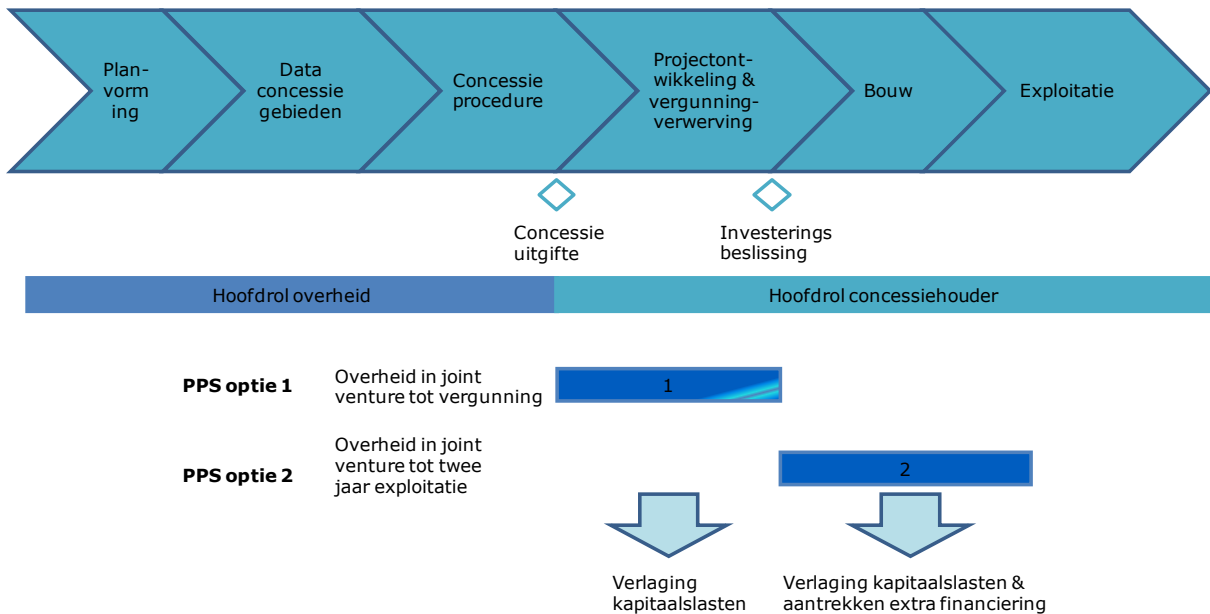 Plan-
vorm
ing
Data
concessie
gebieden
Concessie
procedure
Projectont-
wikkeling &
vergunning-
verwerving
Bouw
Exploitatie
Concessie
uitgifte
Investerings
beslissing
Hoofdrol overheid
Hoofdrol concessiehouder
PPS optie 1
Overheid in joint
venture tot vergunning
1
PPS optie 2
Overheid in joint
venture tot twee
jaar exploitatie
2
Verlaging
kapitaalslasten
Verlaging kapitaalslasten &
aantrekken extra financiering